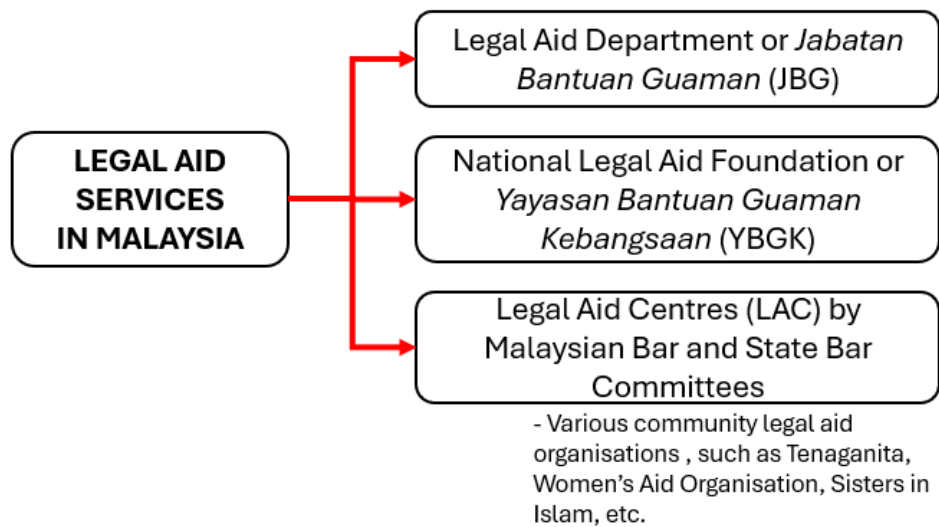 LEGAL AID
SERVICES
IN MALAYSIA
Legal Aid Department or Jabatan
Bantuan Guaman (JBG)
National Legal Aid Foundation or
Yayasan Bantuan Guaman
Kebangsaan (YBGK)
Legal Aid Centres (LAC) by
Malaysian Bar and State Bar
Committees
- Various community legal aid
organisations , such as Tenaganita,
Women’s Aid Organisation, Sisters in
Islam, etc.